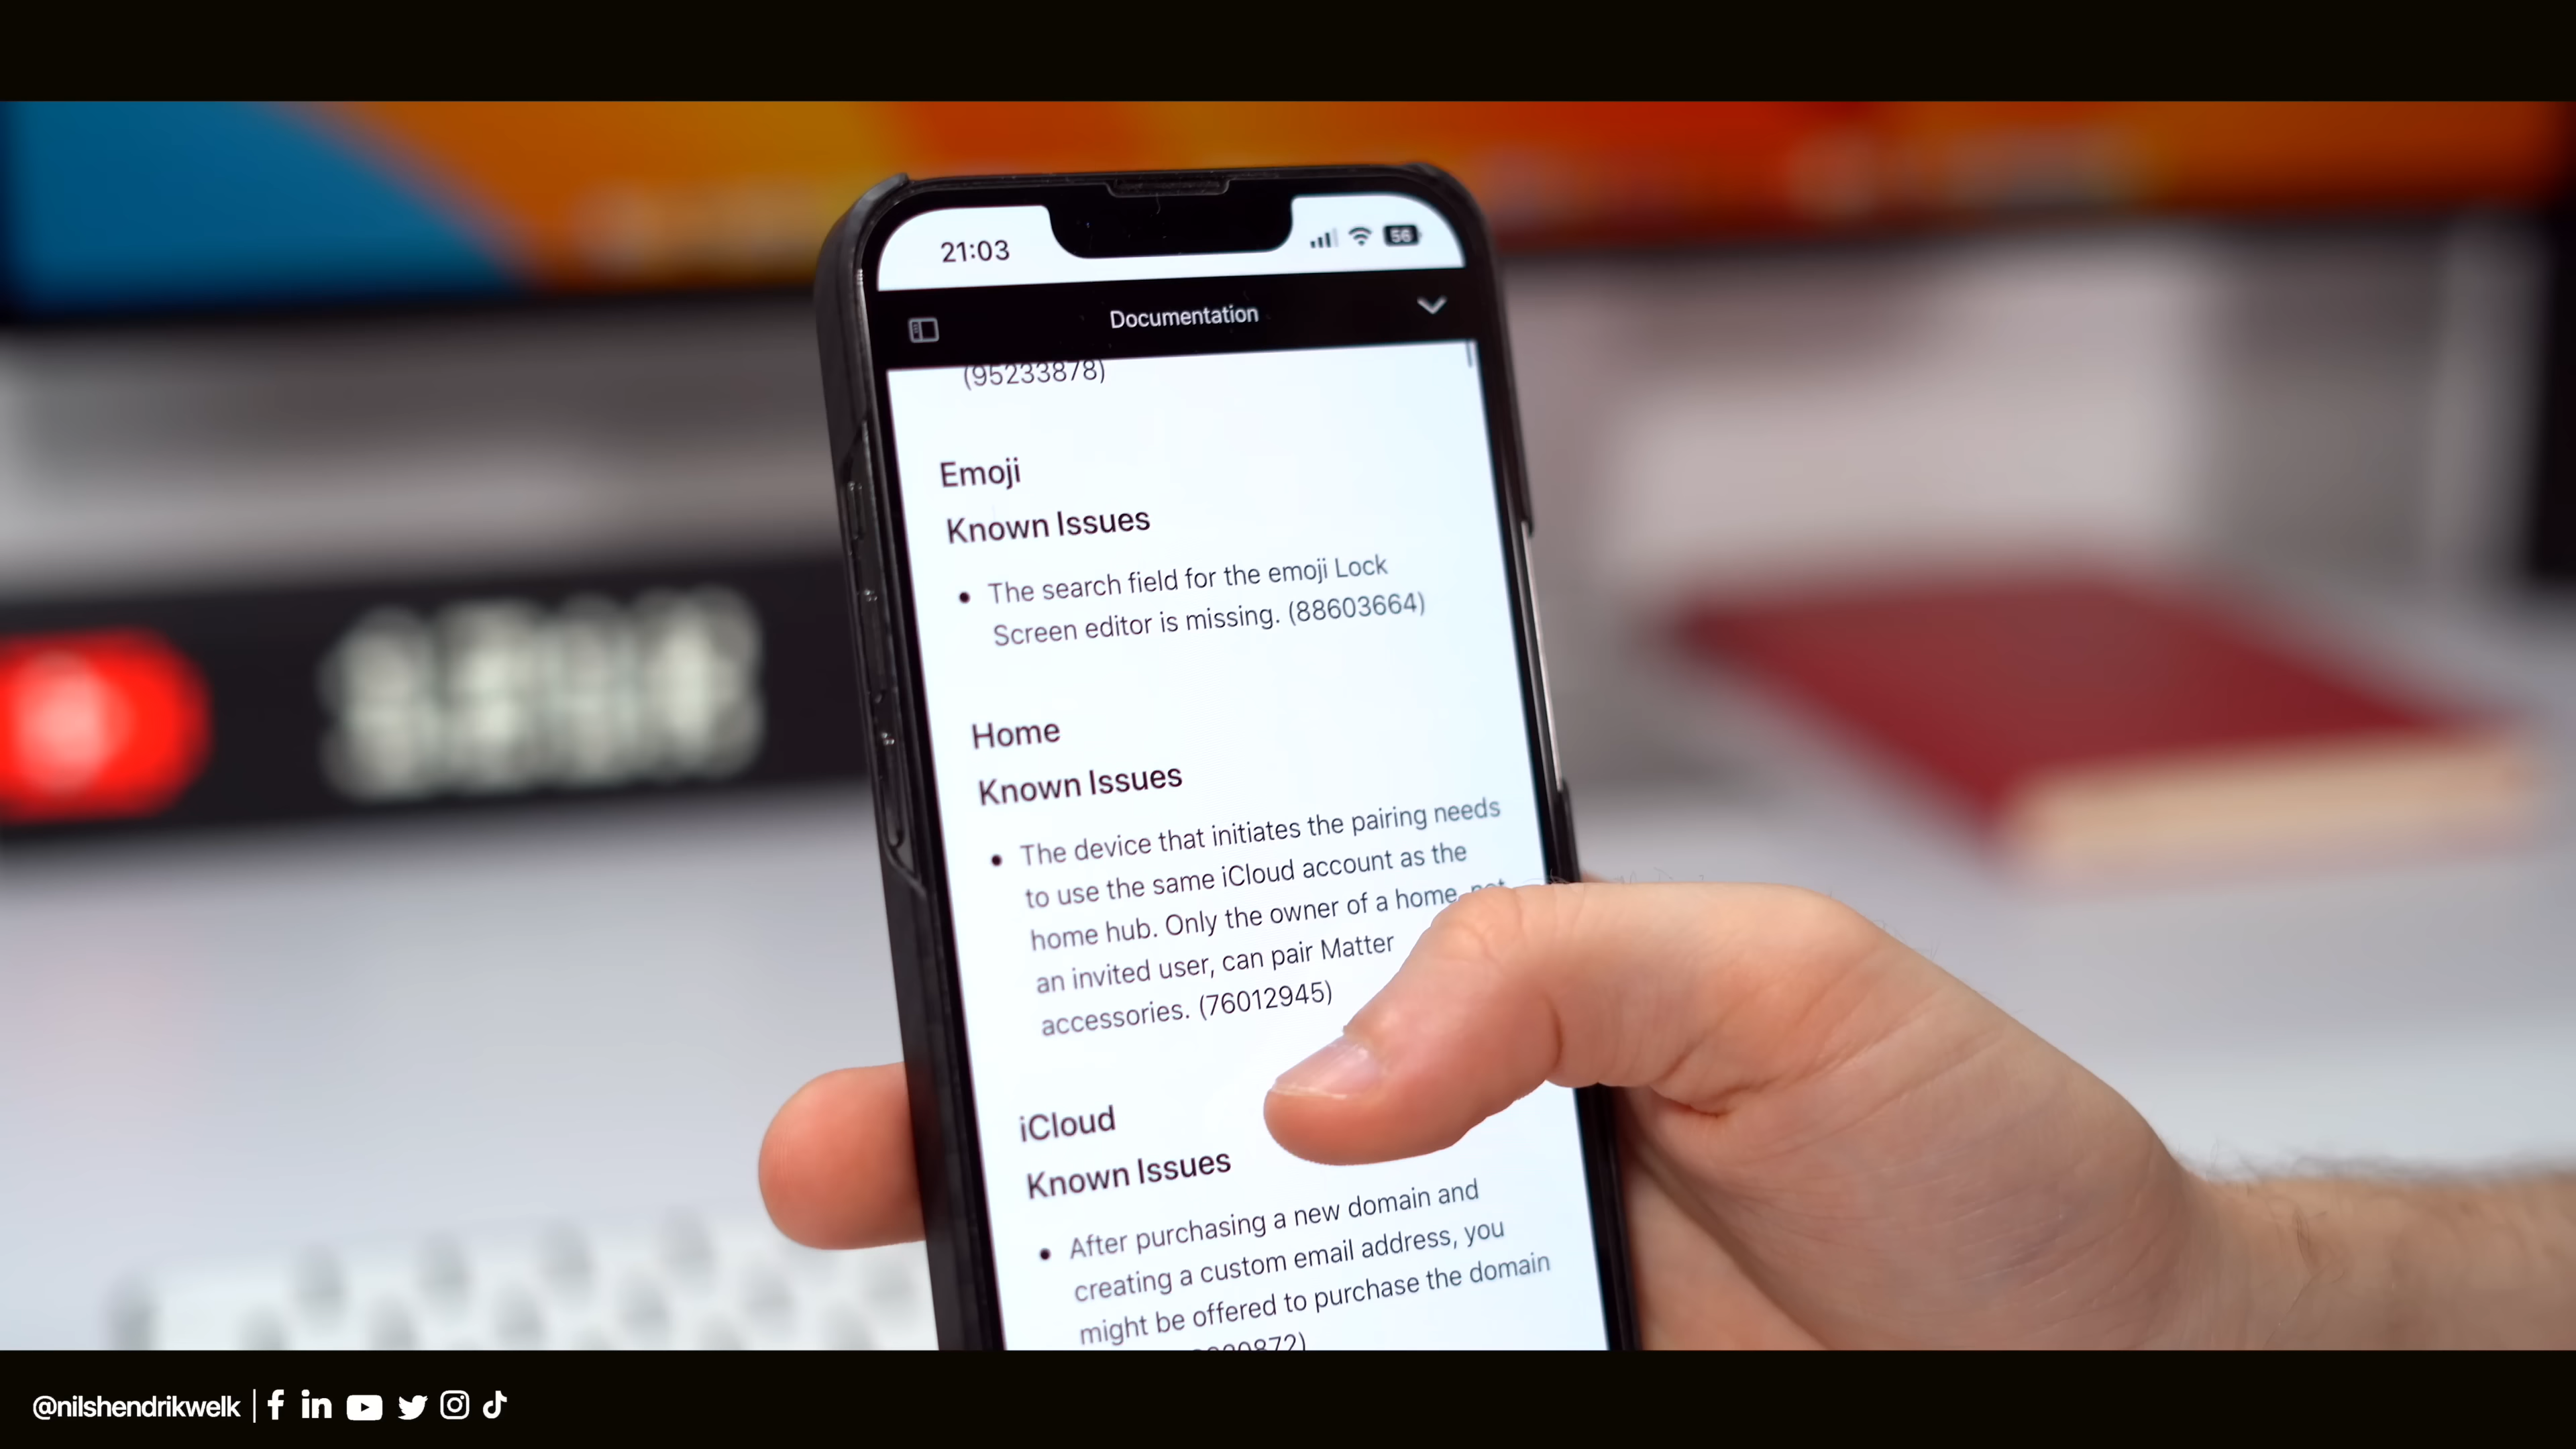 21:03
56
Documentation
(95233878)
Emoji
Known Issues
• The search field for the emoji Lock
Screen editor is missing. (88603664)
Home
Known Issues
• The device that initiates the pairing needs
to use the same iCloud account as the
home hub. Only the owner of a home, not
an invited user, can pair Matter
accessories. (76012945)
iCloud
Known Issues
• After purchasing a new domain and
creating a custom email address, you
might be offered to purchase the domain
@nilshendrikwelk